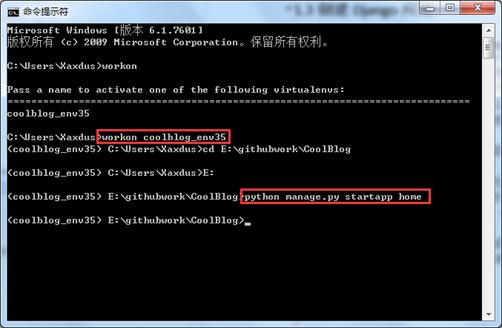 *1.3 创建 Django
命令提示符
Microsoft Windows [版本 6.1.7601]
版权所有 (c) 2009 Microsoft Corporation。保留所有权利。
C:\Users\Xaxdus>workon
Pass a name to activate one of the following virtualenvs:
==============================================================================
coolblog_env35
C:\Users\Xaxdus>workon coolblog_env35
(coolblog_env35) C:\Users\Xaxdus>cd E:\githubwork\CoolBlog
(coolblog_env35) C:\Users\Xaxdus>E:
(coolblog_env35) E:\githubwork\CoolBlog>python manage.py startapp home
(coolblog_env35) E:\githubwork\CoolBlog>